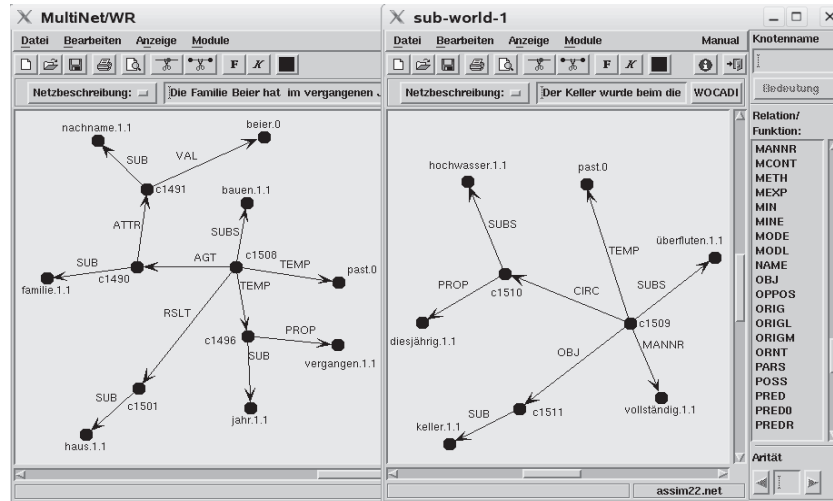 MultiNet/WR
Datei Bearbeiten Anzeige Module
F K
Netzbeschreibung: Die Familie Beier hat im vergangenen J
nachname.1.1
beier.0
SUB
VAL
c1491
bauen.1.1
ATTR
SUBS
c1508
SUB
AGT
TEMP
familie.1.1
c1490
TEMP
past.0
RSLT
PROP
c1496
SUB
vergangen.1.1
c1501
SUB
jahr.1.1
haus.1.1
sub-world-1
Datei Bearbeiten Anzeige Module Manual
F K
Netzbeschreibung: Der Keller wurde beim die WOCADI
hochwasser.1.1
past.0
SUBS
überfluten.1.1
TEMP
PROP
SUBS
c1510
CIRC
diesjährig.1.1
c1509
OBJ
MANNR
SUB
c1511
vollständig.1.1
keller.1.1
assim22.net
Knotenname
Bedeutung
Relation/
Funktion:
MANNR
MCONT
METH
MEXP
MIN
MINE
MODE
MODL
NAME
OBJ
OPPOS
ORIG
ORIGL
ORIGM
ORNT
PARS
POSS
PRED
PRED0
PREDR
Arität